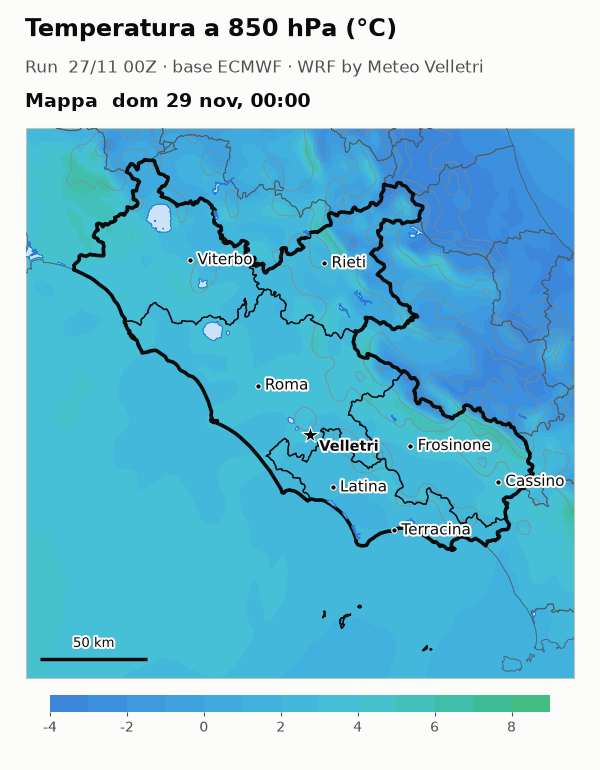 Temperatura a 850 hPa (°C)
Run  27/11 00Z · base ECMWF · WRF by Meteo Velletri
Mappa  dom 29 nov, 00:00
Viterbo
Rieti
Roma
Velletri
Frosinone
Cassino
Latina
Terracina
50 km
-4 -2 0 2 4 6 8